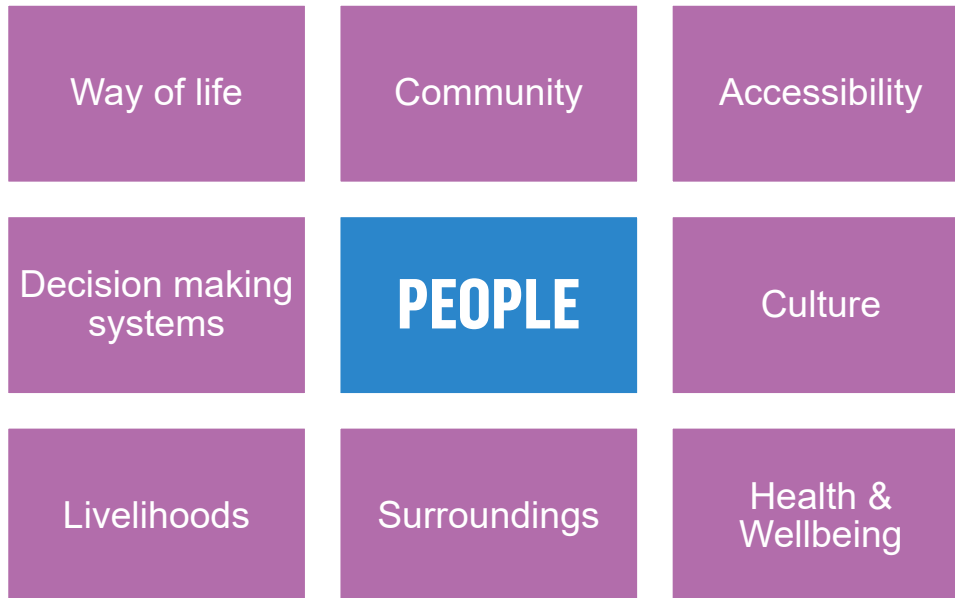 Way of life
Community
Accessibility
Decision making
systems
PEOPLE
Culture
Livelihoods
Surroundings
Health &
Wellbeing